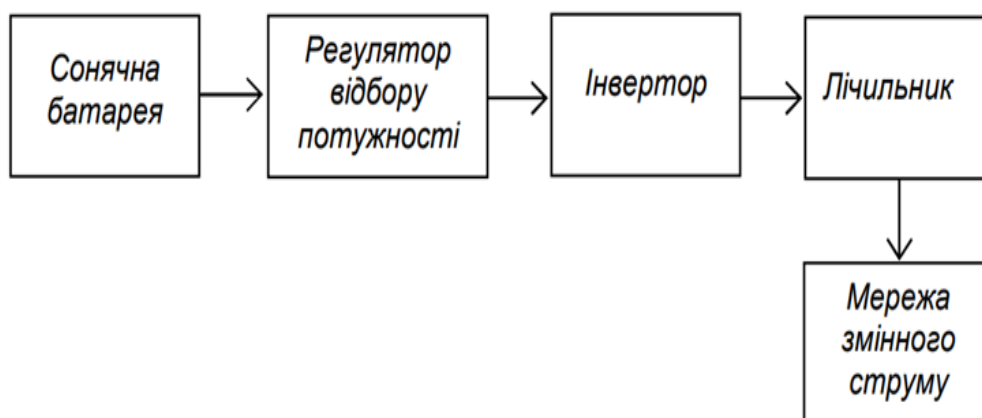 Сонячна
батарея
Регулятор
відбору
потужності
Інвертор
Лічильник
Мережа
змінного
струму